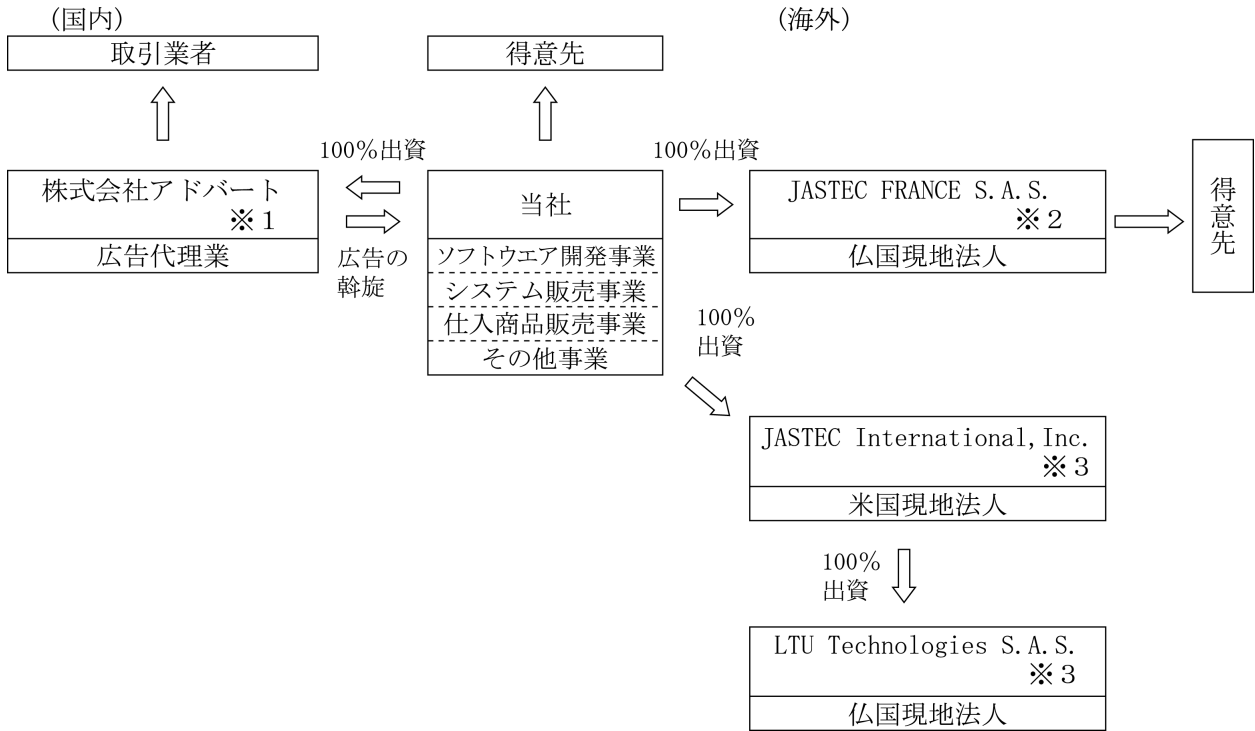 (国内)
取引業者
株式会社アドバート
※1
広告代理業
100%出資
広告の
斡旋
得意先
当社
ソフトウエア開発事業
システム販売事業
仕入商品販売事業
その他事業
(海外)
100%出資
JASTEC FRANCE S.A.S.
※2
仏国現地法人
得意先
100%
出資
JASTEC International,Inc.
※3
米国現地法人
100%
出資
LTU Technologies S.A.S.
※3
仏国現地法人